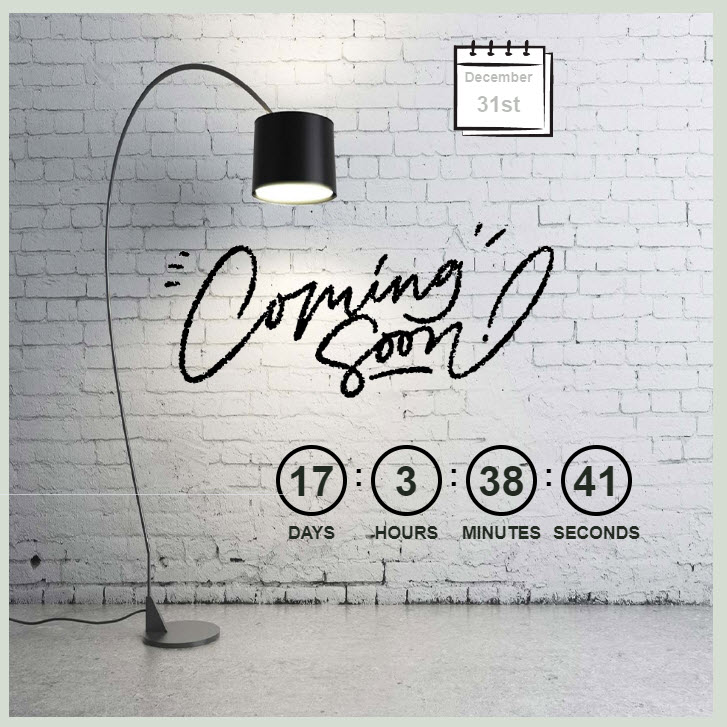 December
31st
Coming
Soon!
17 : 3 : 38 : 41
DAYS HOURS MINUTES SECONDS